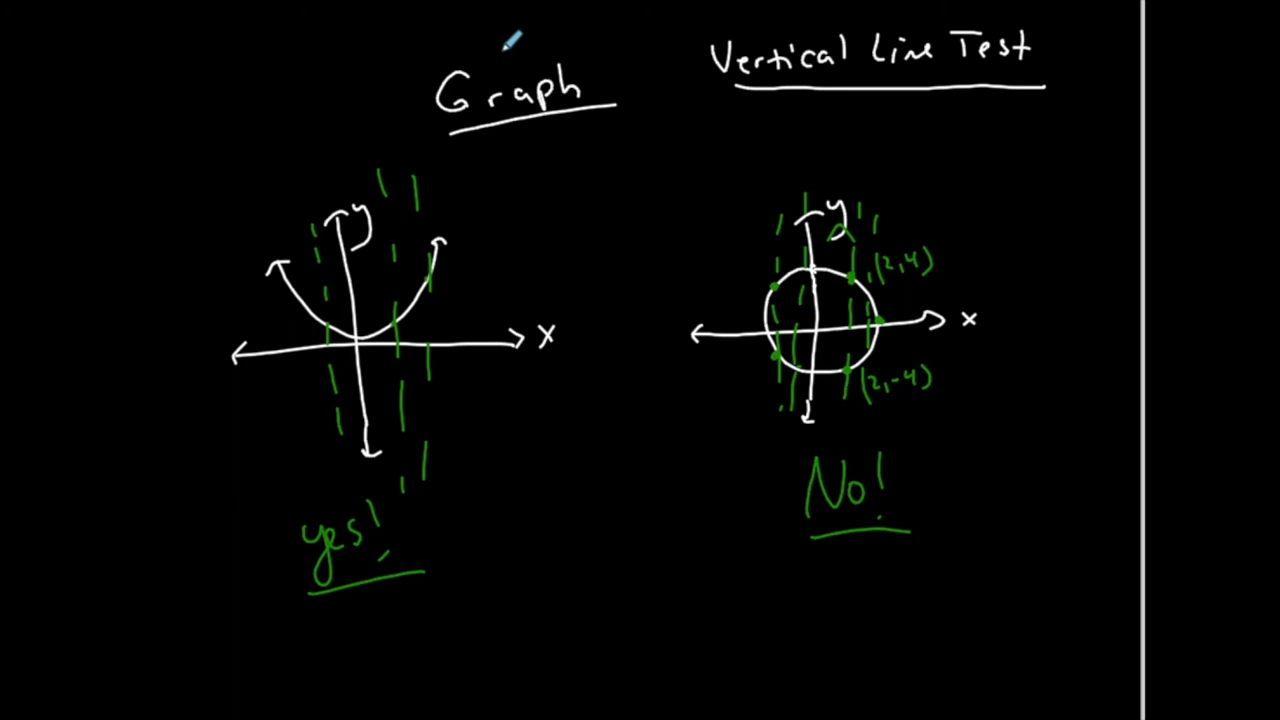 Graph
Vertical Line Test
y
x
yes!
y
(2,4)
x
(2,-4)
No!